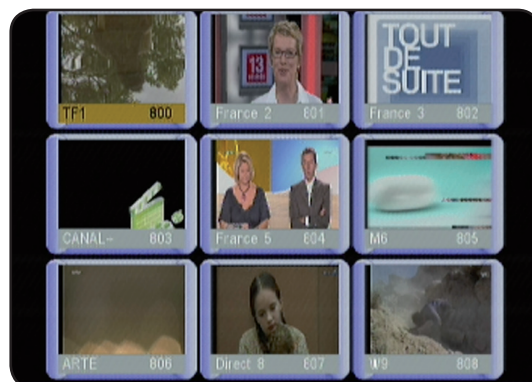 13
TOUT
DE
SUITE
TF1 800
France 2 801
France 3 802
CANAL- 803
France 5 804
M6 805
ARTE 806
Direct 8 807
W9 808